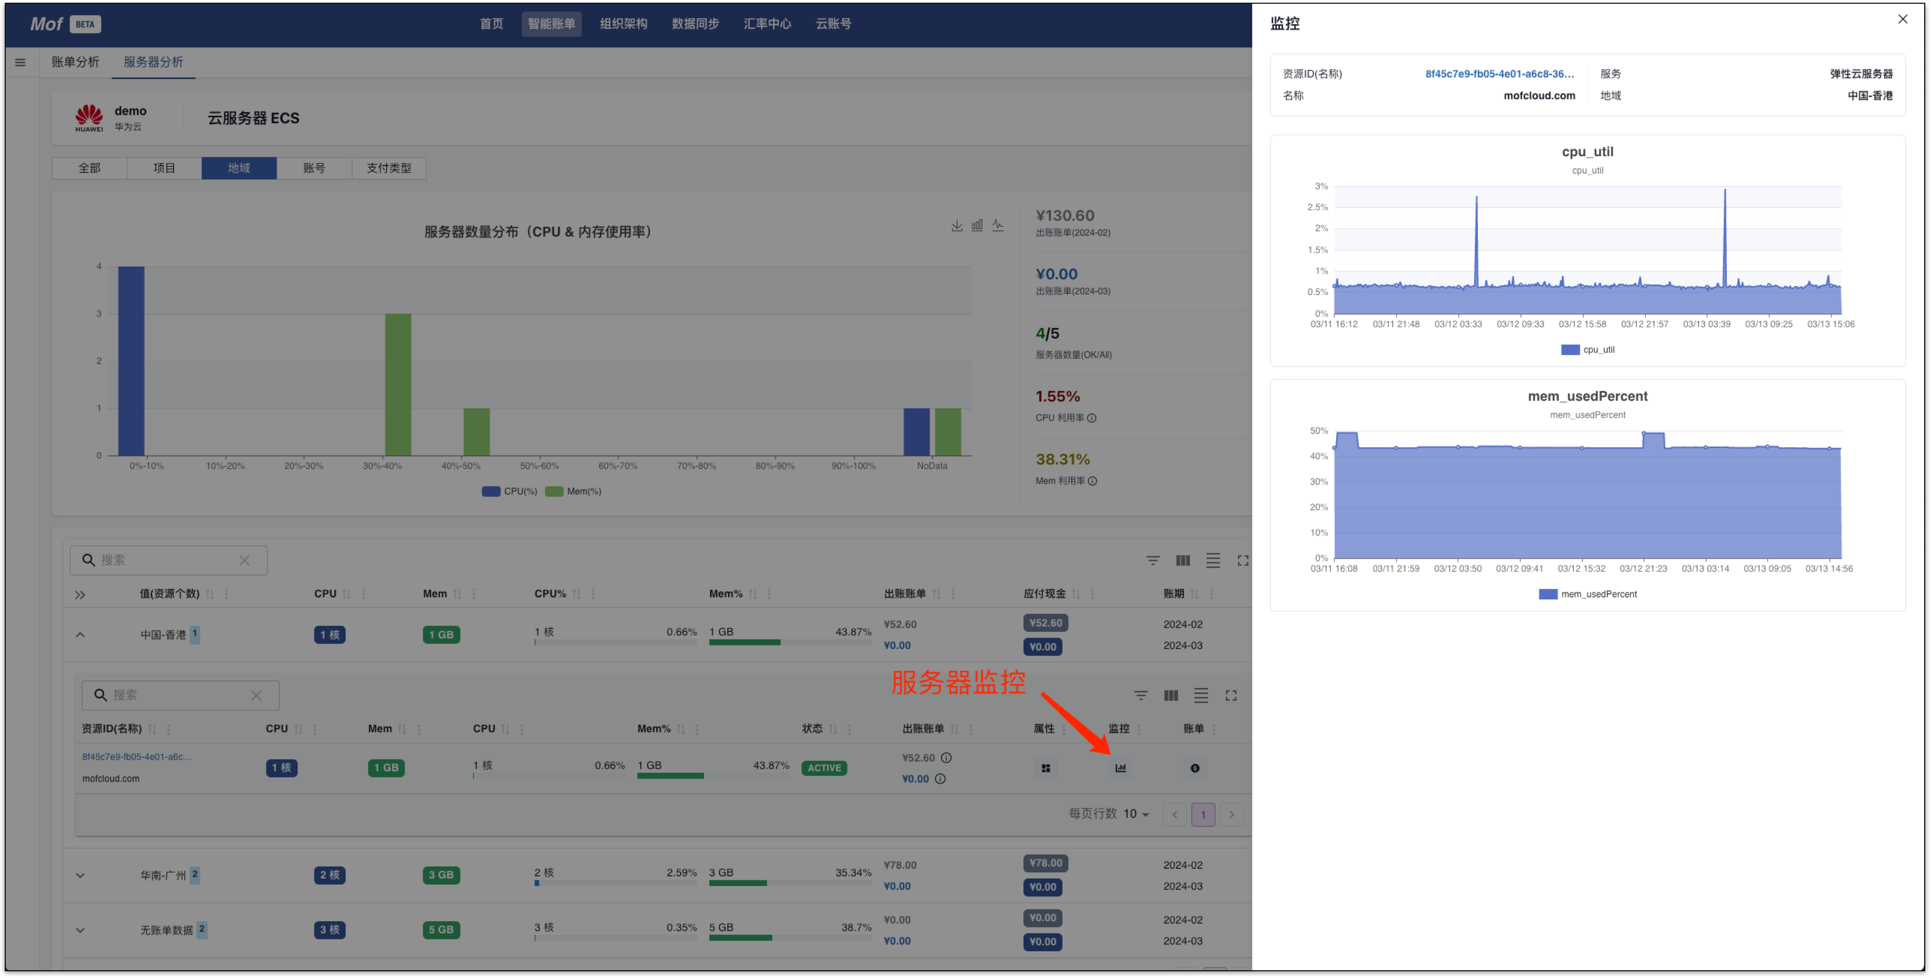 Mof BETA
首页 智能账单 组织架构 数据同步 汇率中心 云账号
账单分析 服务器分析
HUAWEI
demo
华为云
云服务器 ECS
全部 项目 地域 账号 支付类型
服务器数量分布（CPU & 内存使用率）
4
3
2
1
0
0%-10% 10%-20% 20%-30% 30%-40% 40%-50% 50%-60% 60%-70% 70%-80% 80%-90% 90%-100% NoData
CPU(%) Mem(%)
¥130.60
出账账单(2024-02)
¥0.00
出账账单(2024-03)
4/5
服务器数量(OK/All)
1.55%
CPU 利用率
38.31%
Mem 利用率
搜索
值(资源个数) CPU Mem CPU% Mem% 出账账单 应付现金 账期
中国-香港 1 1 核 1 GB 1 核 0.66% 1 GB 43.87% ¥52.60 ¥52.60 2024-02
¥0.00 ¥0.00 2024-03
服务器监控
搜索
资源ID(名称) CPU Mem CPU Mem% 状态 出账账单 属性 监控 账单
8f45c7e9-fb05-4e01-a6c...
mofcloud.com
1 核 1 GB 1 核 0.66% 1 GB 43.87% ACTIVE ¥52.60
¥0.00
每页行数 10 1
华南-广州 2 2 核 3 GB 2 核 2.59% 3 GB 35.34% ¥78.00 ¥78.00 2024-02
¥0.00 ¥0.00 2024-03
无账单数据 2 3 核 5 GB 3 核 0.35% 5 GB 38.7% ¥0.00 ¥0.00 2024-02
¥0.00 ¥0.00 2024-03
监控
资源ID(名称) 8f45c7e9-fb05-4e01-a6c8-36... 服务 弹性云服务器
名称 mofcloud.com 地域 中国-香港
cpu_util
cpu_util
3%
2.5%
2%
1.5%
1%
0.5%
0%
03/11 16:12 03/11 21:48 03/12 03:33 03/12 09:33 03/12 15:58 03/12 21:57 03/13 03:39 03/13 09:25 03/13 15:06
cpu_util
mem_usedPercent
mem_usedPercent
50%
40%
30%
20%
10%
0%
03/11 16:08 03/11 21:59 03/12 03:50 03/12 09:41 03/12 15:32 03/12 21:23 03/13 03:14 03/13 09:05 03/13 14:56
mem_usedPercent